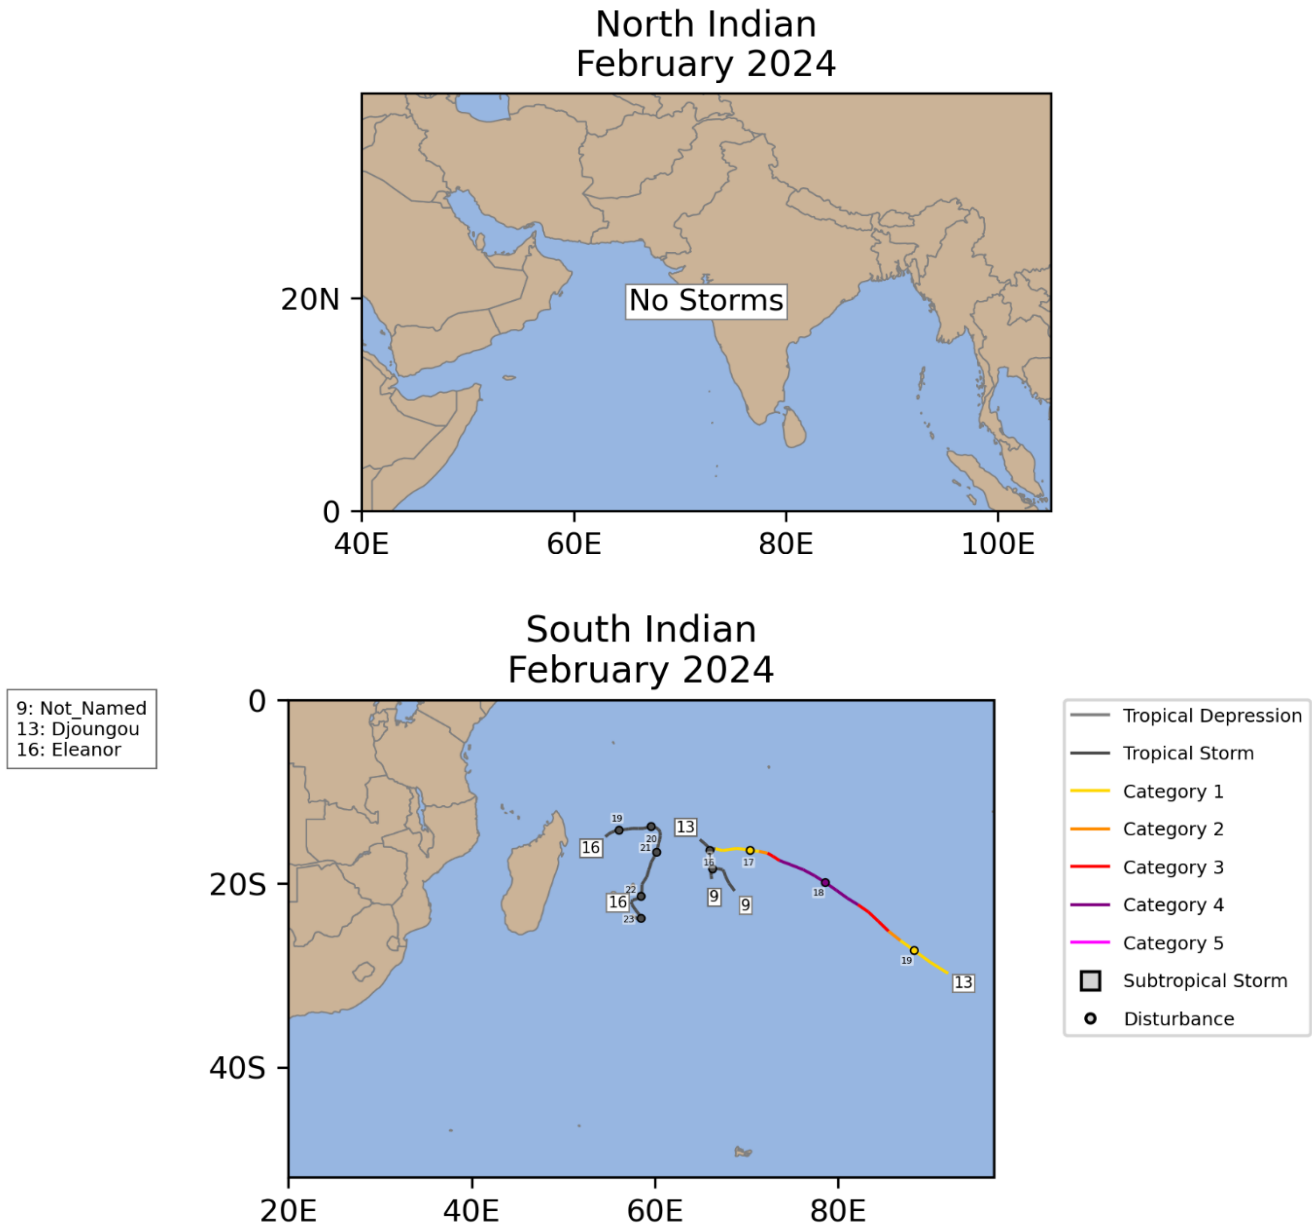 North Indian
February 2024
20N
No Storms
0
40E 60E 80E 100E
South Indian
February 2024
9: Not_Named
13: Djoungou
16: Eleanor
0
20S
40S
20E 40E 60E 80E
19
20
21
16
22
16
23
13
16
17
9
9
18
19
13
Tropical Depression
Tropical Storm
Category 1
Category 2
Category 3
Category 4
Category 5
Subtropical Storm
Disturbance